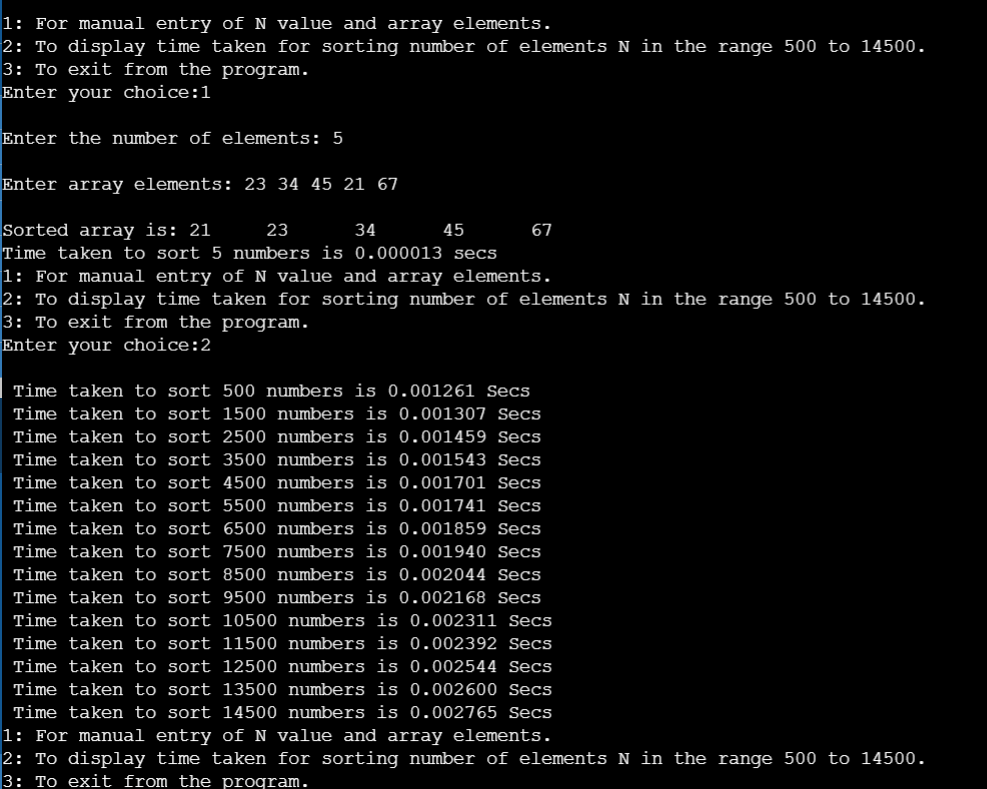 1: For manual entry of N value and array elements.
2: To display time taken for sorting number of elements N in the range 500 to 14500.
3: To exit from the program.
Enter your choice:1
Enter the number of elements: 5
Enter array elements: 23 34 45 21 67
Sorted array is: 21     23      34      45      67
Time taken to sort 5 numbers is 0.000013 secs
1: For manual entry of N value and array elements.
2: To display time taken for sorting number of elements N in the range 500 to 14500.
3: To exit from the program.
Enter your choice:2
Time taken to sort 500 numbers is 0.001261 Secs
Time taken to sort 1500 numbers is 0.001307 Secs
Time taken to sort 2500 numbers is 0.001459 Secs
Time taken to sort 3500 numbers is 0.001543 Secs
Time taken to sort 4500 numbers is 0.001701 Secs
Time taken to sort 5500 numbers is 0.001741 Secs
Time taken to sort 6500 numbers is 0.001859 Secs
Time taken to sort 7500 numbers is 0.001940 Secs
Time taken to sort 8500 numbers is 0.002044 Secs
Time taken to sort 9500 numbers is 0.002168 Secs
Time taken to sort 10500 numbers is 0.002311 Secs
Time taken to sort 11500 numbers is 0.002392 Secs
Time taken to sort 12500 numbers is 0.002544 Secs
Time taken to sort 13500 numbers is 0.002600 Secs
Time taken to sort 14500 numbers is 0.002765 Secs
1: For manual entry of N value and array elements.
2: To display time taken for sorting number of elements N in the range 500 to 14500.
3: To exit from the program.